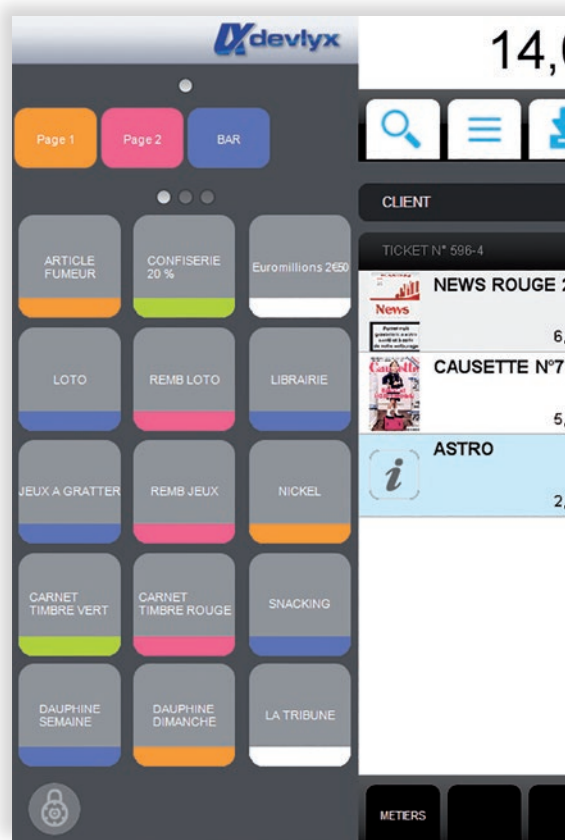 devlyx
14,
Page 1
Page 2
BAR
CLIENT
TICKET N° 596-4
ARTICLE
FUMEUR
CONFISERIE
20 %
Euromillions 2€50
NEWS ROUGE 2
News
6,
LOTO
REMB LOTO
LIBRAIRIE
CAUSETTE N°7
Causette
5,
JEUX A GRATTER
REMB JEUX
NICKEL
ASTRO
i
2,
CARNET
TIMBRE VERT
CARNET
TIMBRE ROUGE
SNACKING
DAUPHINE
SEMAINE
DAUPHINE
DIMANCHE
LA TRIBUNE
METIERS